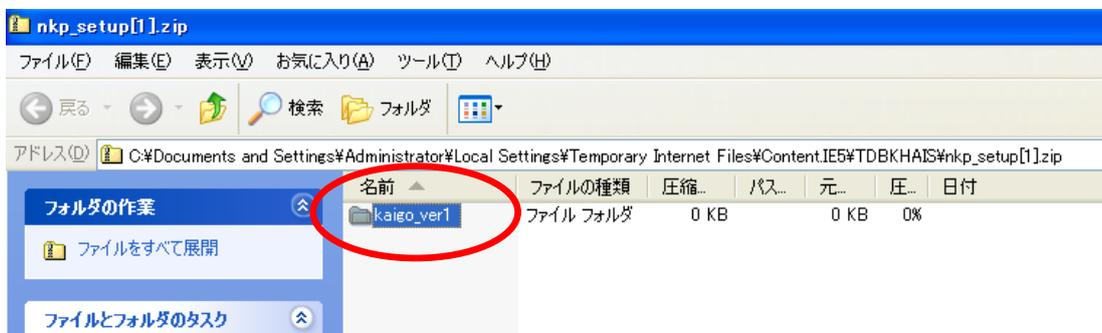 nkp_setup[1].zip
ファイル(F) 編集(E) 表示(V) お気に入り(A) ツール(T) ヘルプ(H)
戻る 検索 フォルダ
アドレス(D) C:¥Documents and Settings¥Administrator¥Local Settings¥Temporary Internet Files¥Content.IE5¥TDBKHAIS¥nkp_setup[1].zip
名前 ファイルの種類 圧縮... パス... 元... 圧... 日付
フォルダの作業
kaigo_ver1 ファイル フォルダ 0 KB 0 KB 0%
ファイルをすべて展開
ファイルとフォルダのタスク